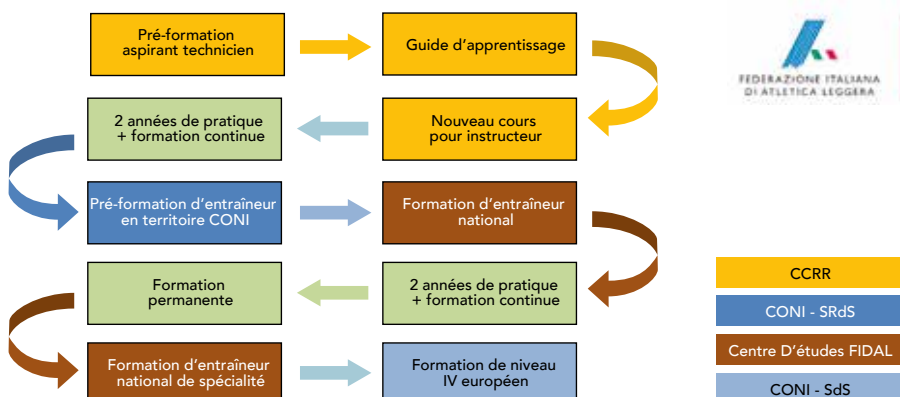 Pré-formation
aspirant technicien
Guide d'apprentissage
FEDERAZIONE ITALIANA
DI ATLETICA LEGGERA
2 années de pratique
+ formation continue
Nouveau cours
pour instructeur
Pré-formation d'entraîneur
en territoire CONI
Formation d'entraîneur
national
Formation
permanente
2 années de pratique
+ formation continue
Formation d'entraîneur
national de spécialité
Formation de niveau
IV européen
CCRR
CONI - SRdS
Centre D'études FIDAL
CONI - SdS